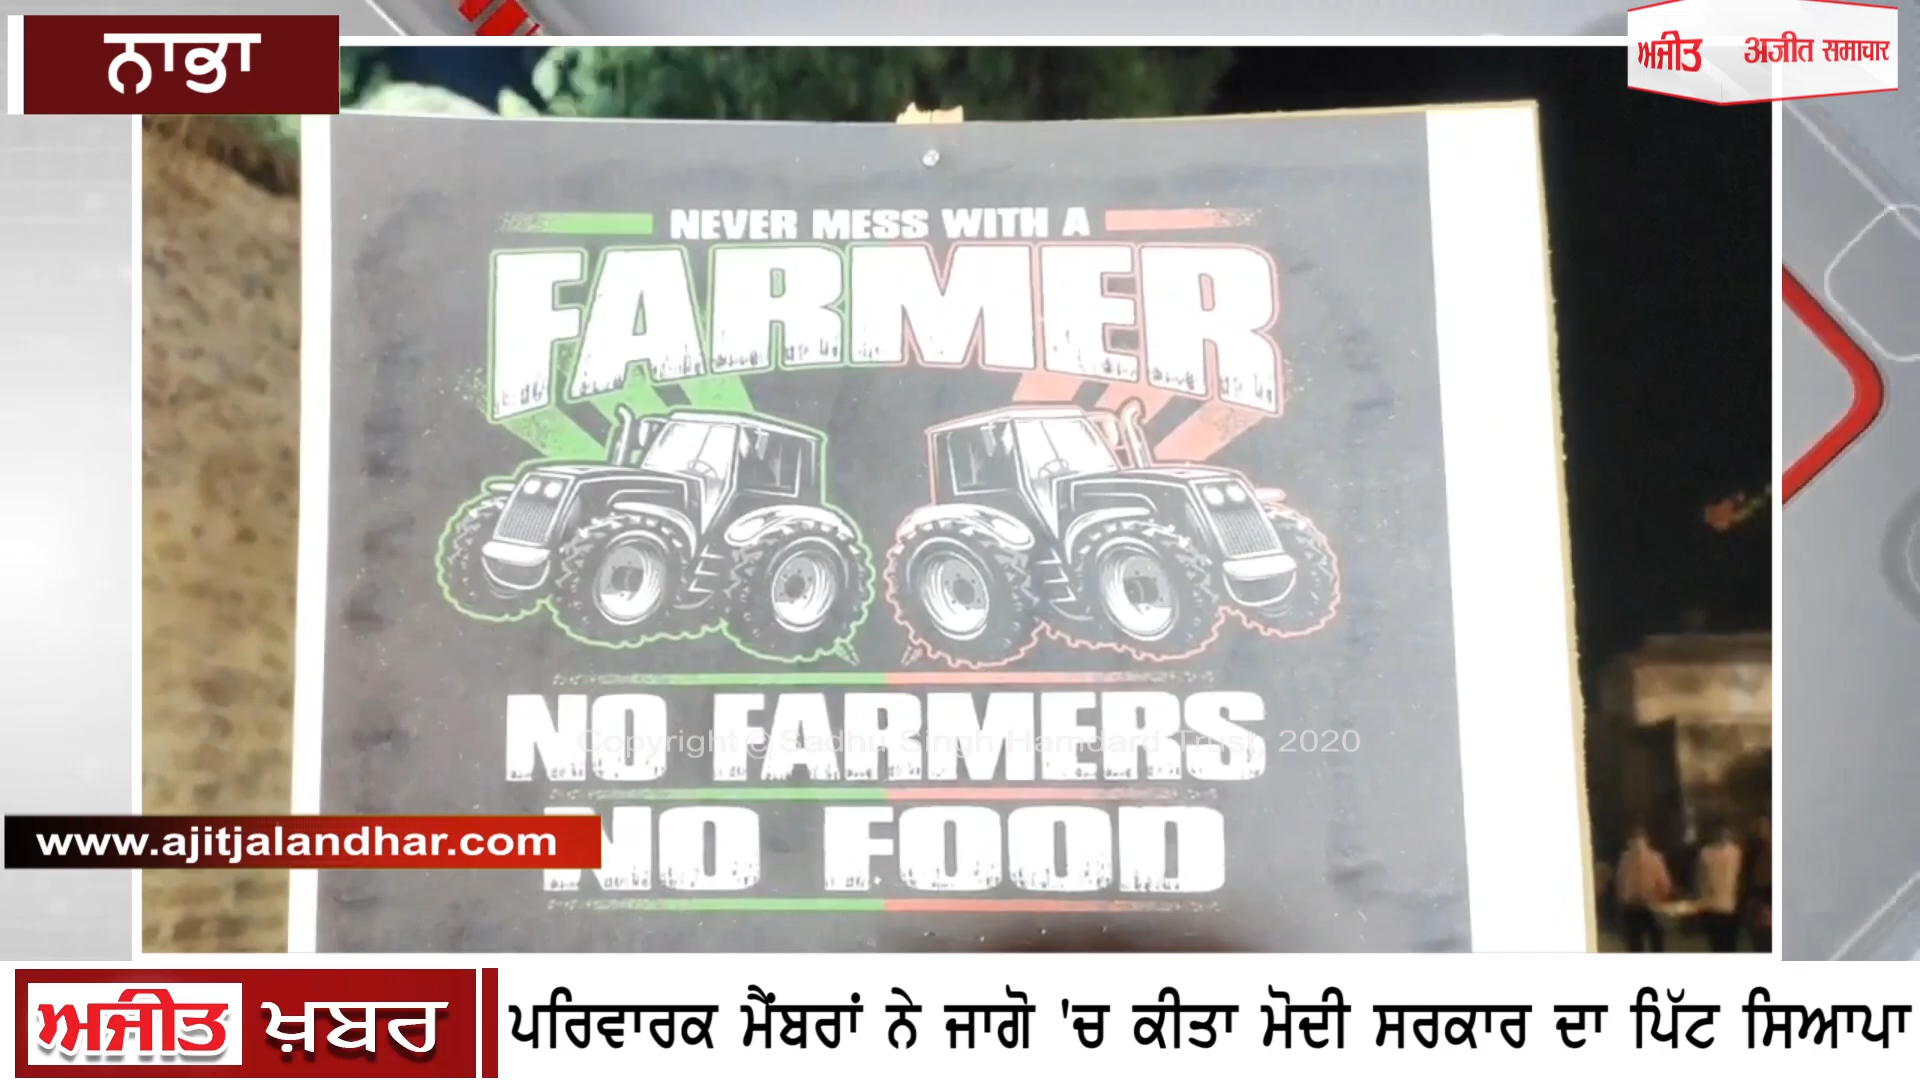 ਨਾਭਾ
ਅਜੀਤ अजीत समाचार
NEVER MESS WITH A
FARMER
NO FARMERS
Copyright © Sadhu Singh Hamdard Trust, 2020
NO FOOD
www.ajitjalandhar.com
ਅਜੀਤ ਖ਼ਬਰ
ਪਰਿਵਾਰਕ ਮੈਂਬਰਾਂ ਨੇ ਜਾਗੋ 'ਚ ਕੀਤਾ ਮੋਦੀ ਸਰਕਾਰ ਦਾ ਪਿੱਟ ਸਿਆਪਾ